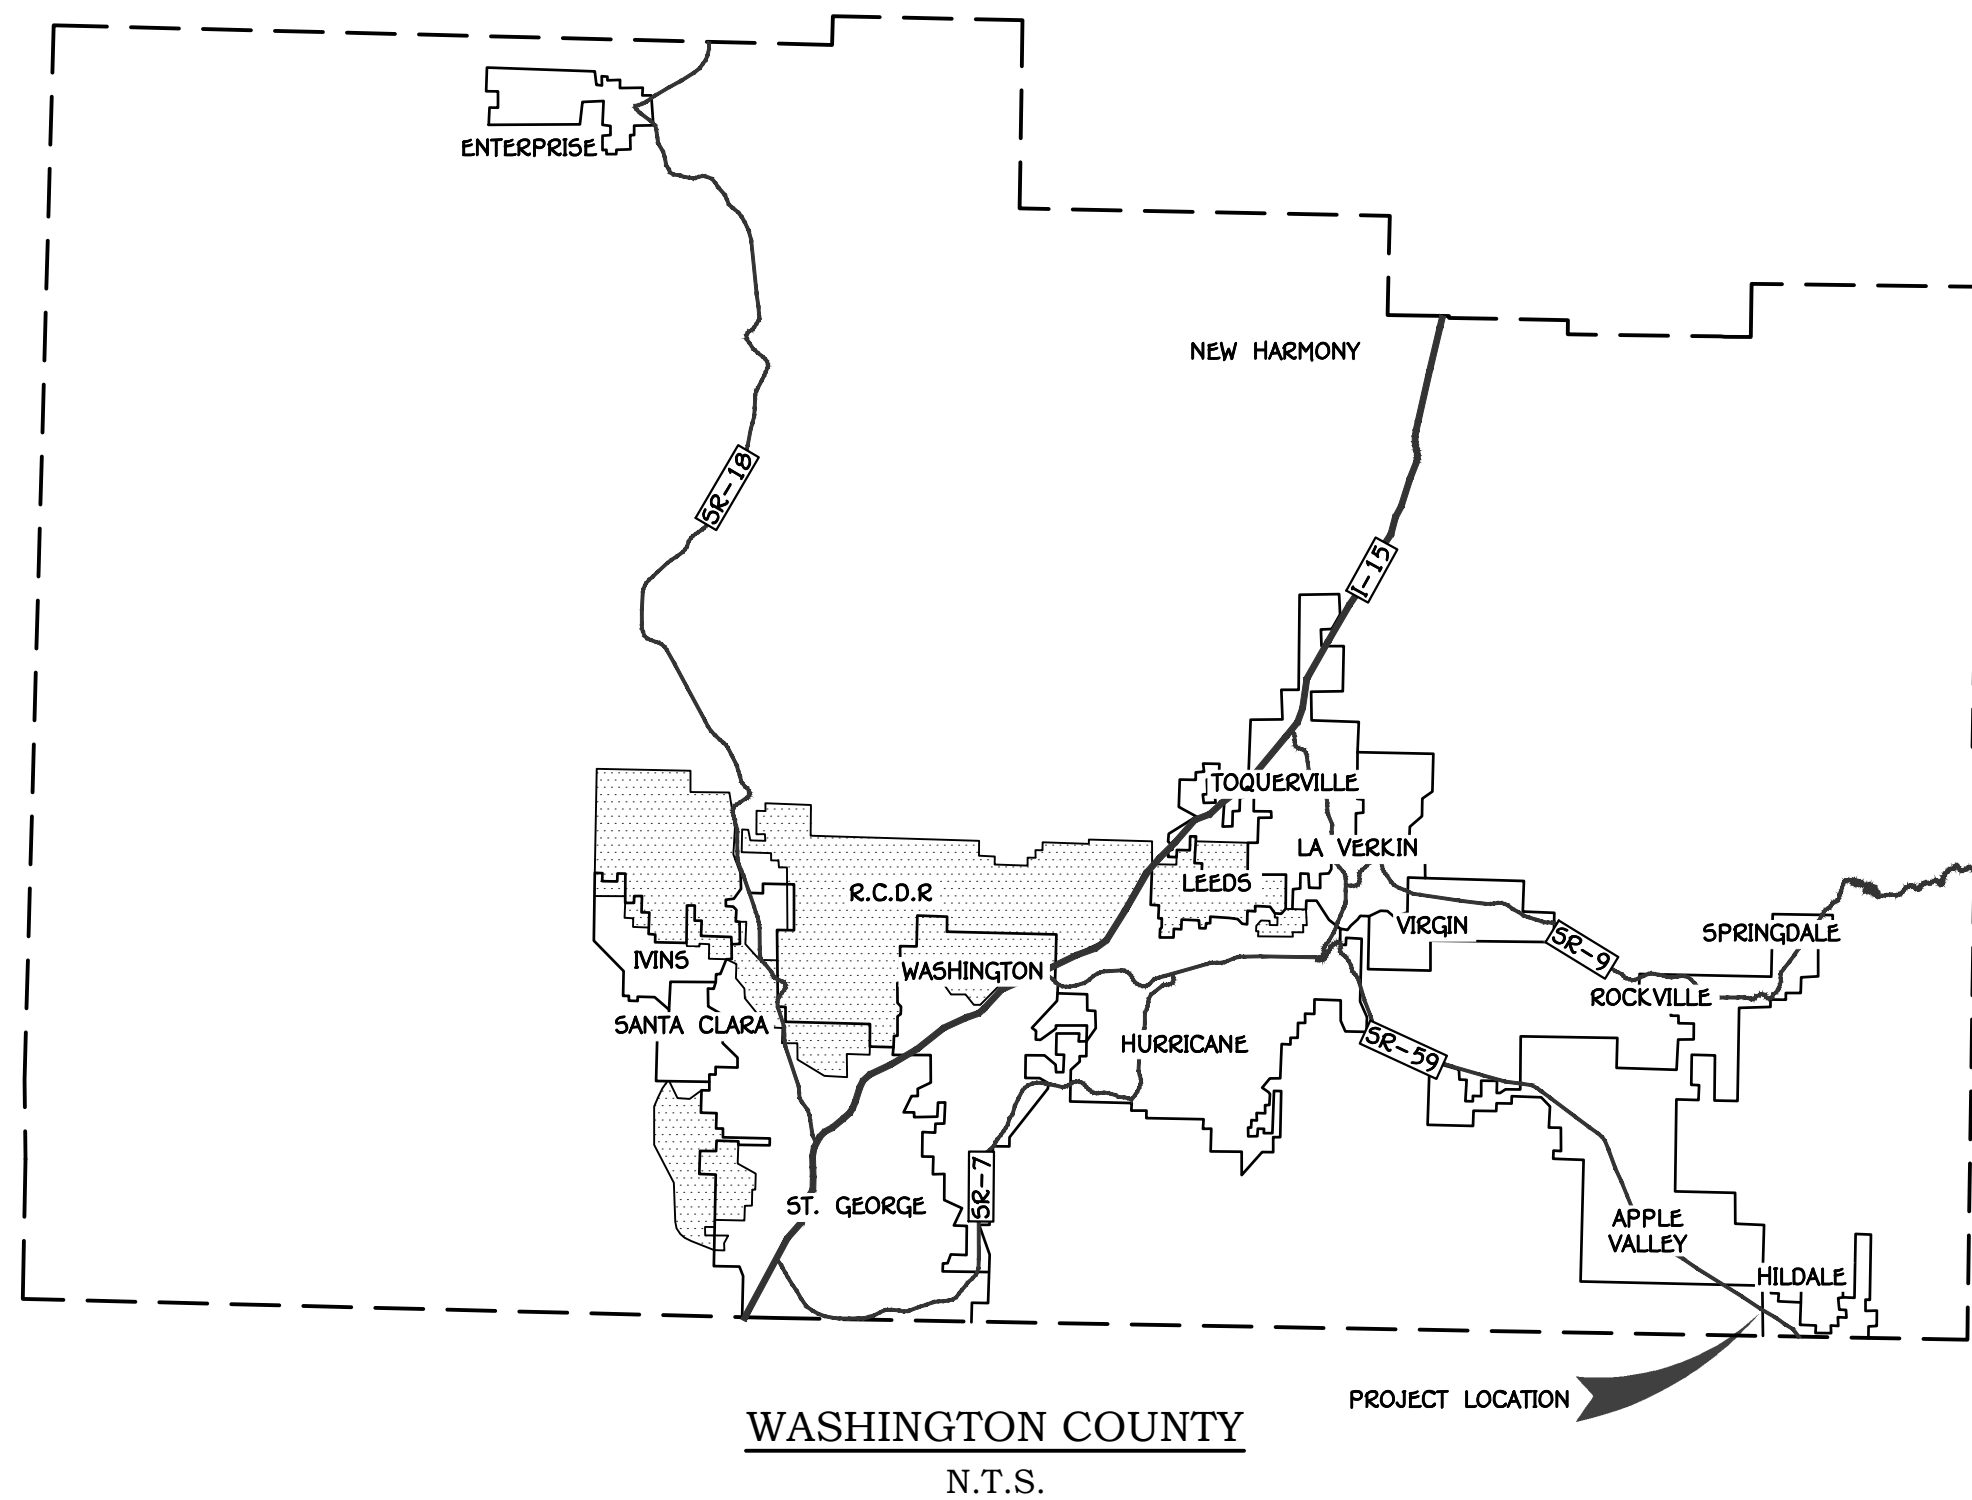 ENTERPRISE
NEW HARMONY
SR-18
I-15
TOQUERVILLE
LA VERKIN
LEEDS
R.C.D.R
VIRGIN
SPRINGDALE
SR-9
IVINS
WASHINGTON
ROCKVILLE
SANTA CLARA
HURRICANE
SR-59
SR-7
ST. GEORGE
APPLE
VALLEY
HILDALE
PROJECT LOCATION
WASHINGTON COUNTY
N.T.S.